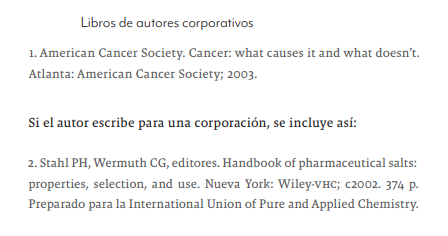 Libros de autores corporativos
1. American Cancer Society. Cancer: what causes it and what doesn't.
Atlanta: American Cancer Society; 2003.
Si el autor escribe para una corporación, se incluye así:
2. Stahl PH, Wermuth CG, editores. Handbook of pharmaceutical salts:
properties, selection, and use. Nueva York: Wiley-VHC; c2002. 374 p.
Preparado para la International Union of Pure and Applied Chemistry.